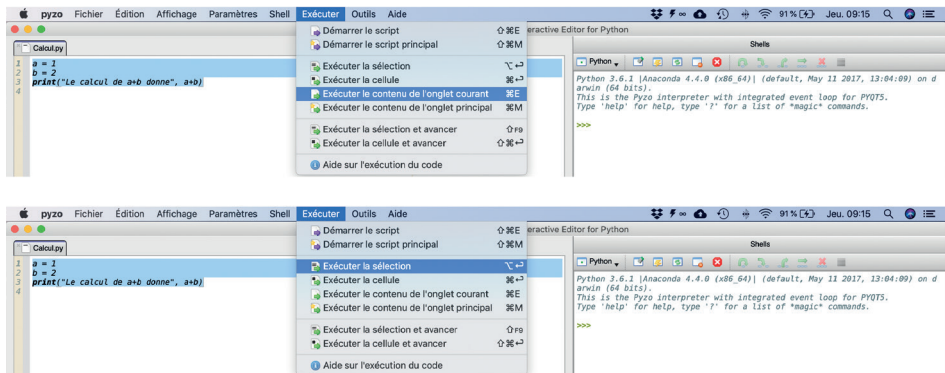 pyzo Fichier Édition Affichage Paramètres Shell Exécuter Outils Aide 91% Jeu. 09:15
Démarrer le script ⇧⌘E
eractive Editor for Python
Démarrer le script principal ⇧⌘M
Calcul.py
Shells
1 a = 1
2 b = 2
3 print("Le calcul de a+b donne", a+b)
4
Exécuter la sélection ⌥↩
Exécuter la cellule ⌘↩
Exécuter le contenu de l'onglet courant ⌘E
Exécuter le contenu de l'onglet principal ⌘M
Exécuter la sélection et avancer ⇧F9
Exécuter la cellule et avancer ⇧⌘↩
Aide sur l'exécution du code
Python
Python 3.6.1 |Anaconda 4.4.0 (x86_64)| (default, May 11 2017, 13:04:09) on d
arwin (64 bits).
This is the Pyzo interpreter with integrated event loop for PYQT5.
Type 'help' for help, type '?' for a list of *magic* commands.
>>>
pyzo Fichier Édition Affichage Paramètres Shell Exécuter Outils Aide 91% Jeu. 09:15
Démarrer le script ⇧⌘E
eractive Editor for Python
Démarrer le script principal ⇧⌘M
Calcul.py
Shells
1 a = 1
2 b = 2
3 print("Le calcul de a+b donne", a+b)
4
Exécuter la sélection ⌥↩
Exécuter la cellule ⌘↩
Exécuter le contenu de l'onglet courant ⌘E
Exécuter le contenu de l'onglet principal ⌘M
Exécuter la sélection et avancer ⇧F9
Exécuter la cellule et avancer ⇧⌘↩
Aide sur l'exécution du code
Python
Python 3.6.1 |Anaconda 4.4.0 (x86_64)| (default, May 11 2017, 13:04:09) on d
arwin (64 bits).
This is the Pyzo interpreter with integrated event loop for PYQT5.
Type 'help' for help, type '?' for a list of *magic* commands.
>>>